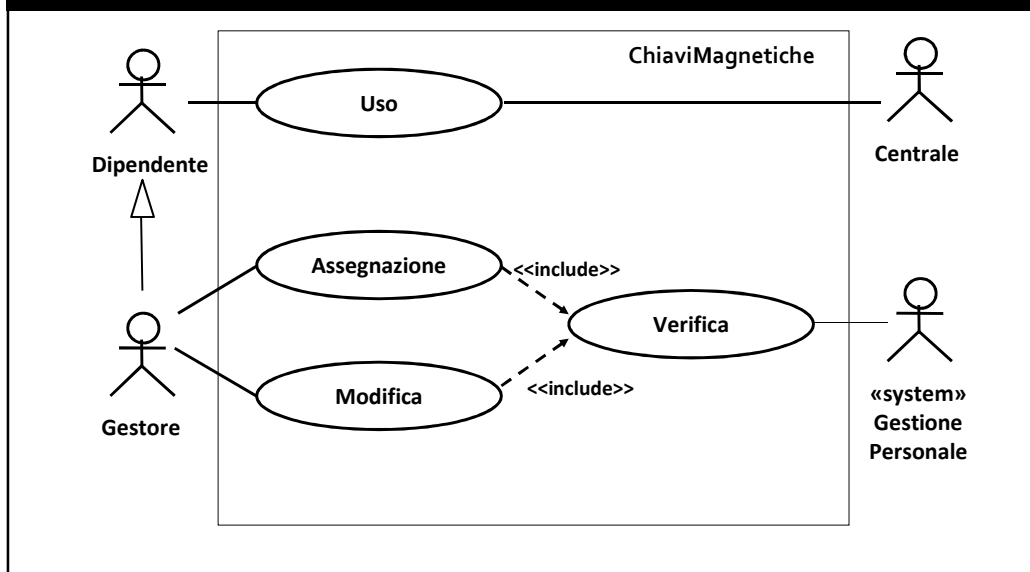 ChiaviMagnetiche
Uso
Dipendente
Centrale
Assegnazione
<<include>>
Verifica
Modifica
<<include>>
Gestore
«system»
Gestione
Personale